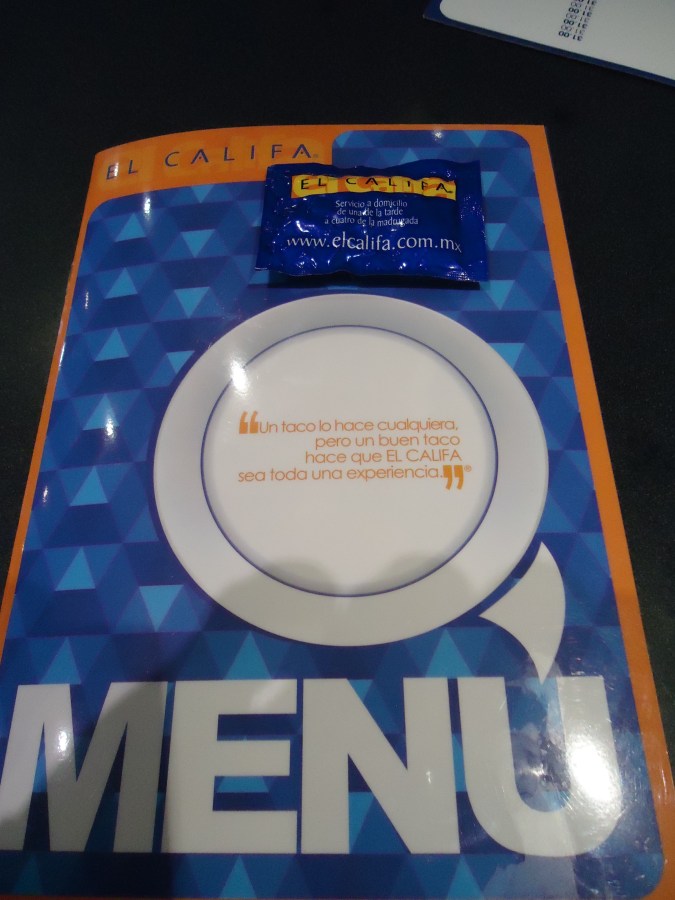 EL CALIFA®
EL CALIFA®
Servicio a domicilio
de una de la tarde
a cuatro de la madrugada
www.elcalifa.com.mx
“Un taco lo hace cualquiera,
pero un buen taco
hace que EL CALIFA
sea toda una experiencia.”®
MENÚ